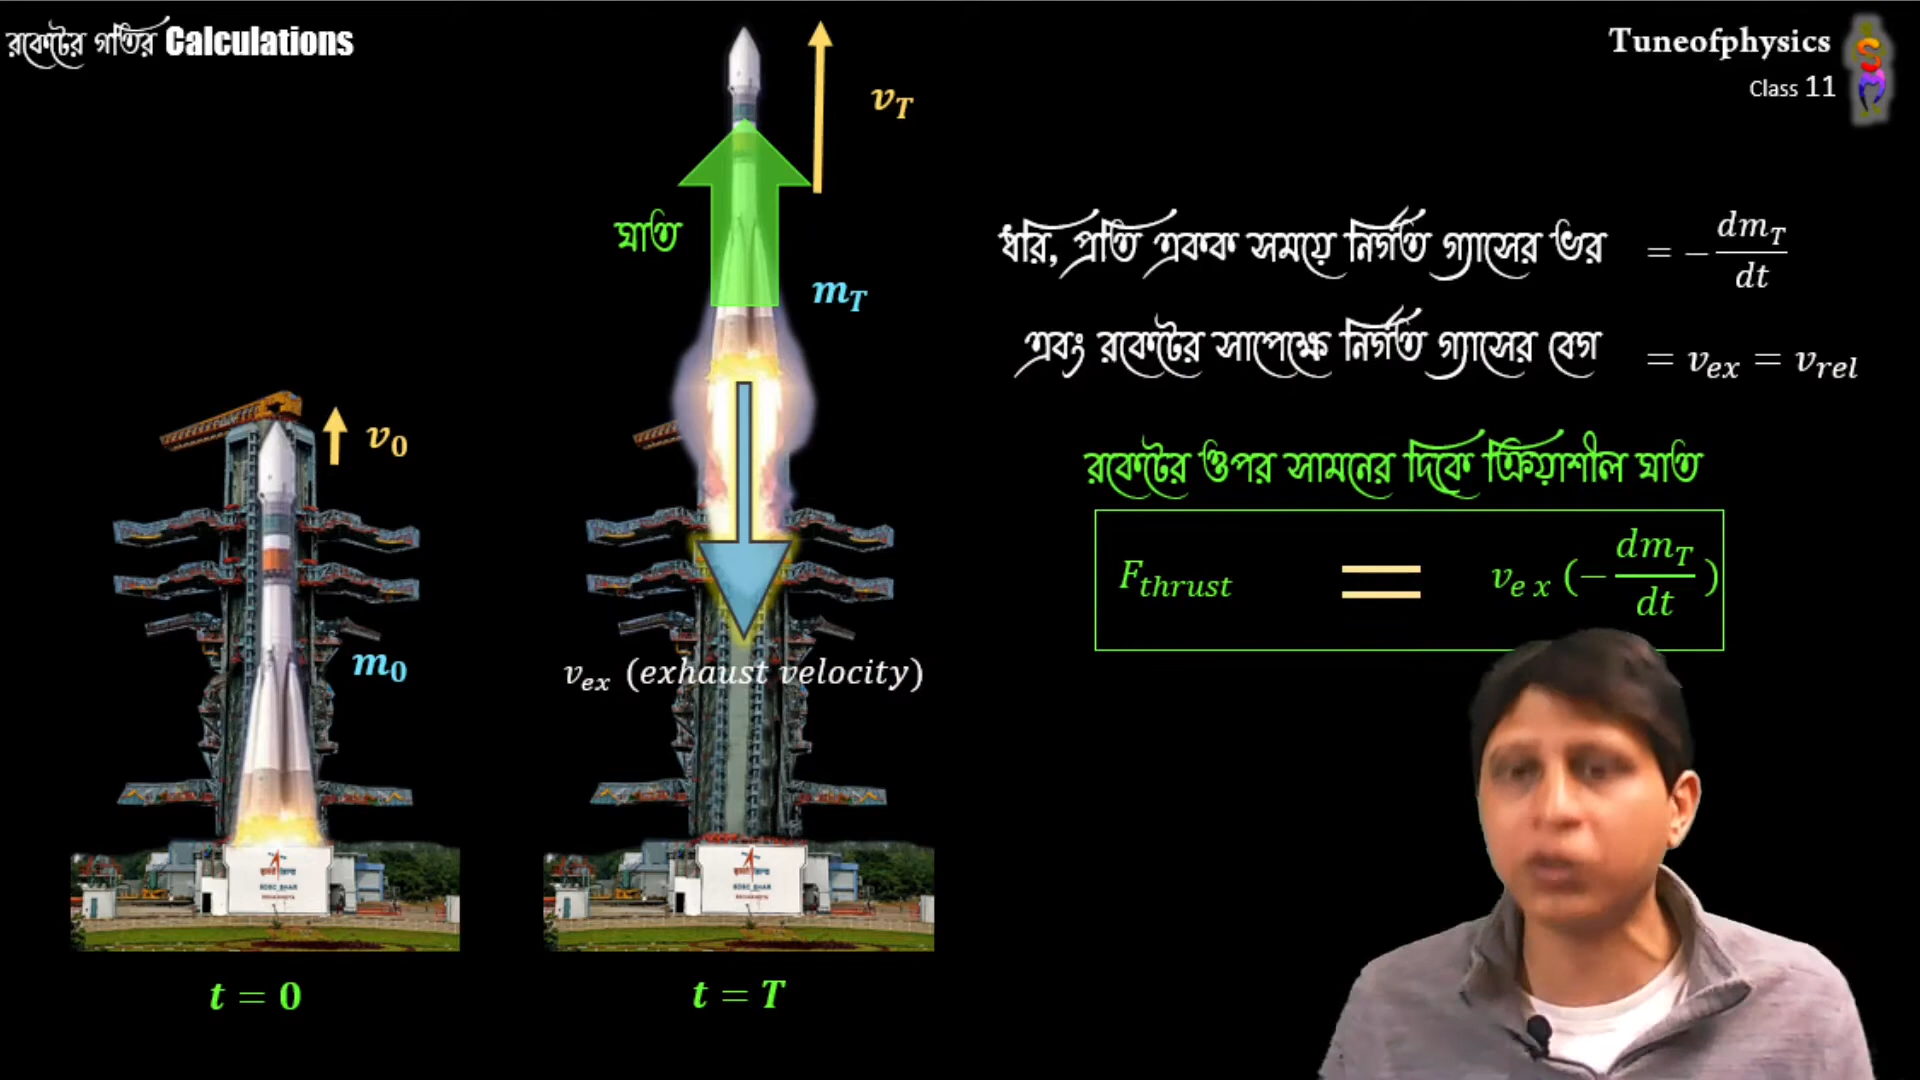 রকেটের গতির Calculations
Tuneofphysics
Class 11
v_T
ঘাত
m_T
ধরি, প্রতি একক সময়ে নির্গত গ্যাসের ভর = −dm_T/dt
এবং রকেটের সাপেক্ষে নির্গত গ্যাসের বেগ = v_ex = v_rel
v_0
রকেটের ওপর সামনের দিকে ক্রিয়াশীল ঘাত
F_thrust = v_e x (− dm_T/dt)
m_0
v_ex (exhaust velocity)
t = 0
t = T